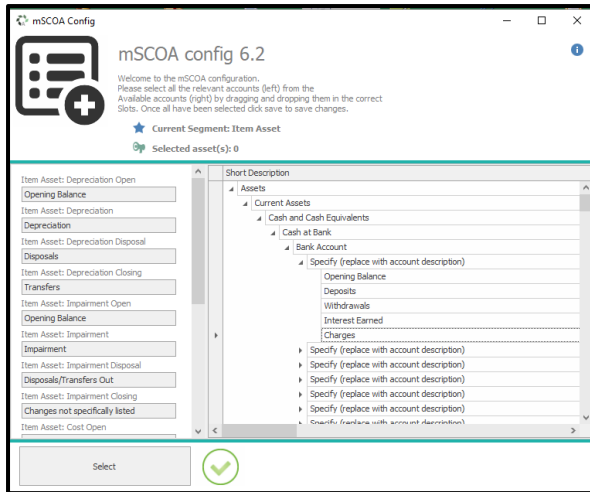 mSCOA Config
mSCOA config 6.2
Welcome to the mSCOA configuration.
Please select all the relevant accounts (left) from the
Available accounts (right) by dragging and dropping them in the correct
Slots. Once all have been selected click save to save changes.
Current Segment: Item Asset
Selected asset(s): 0
Item Asset: Depreciation Open
Opening Balance
Item Asset: Depreciation
Depreciation
Item Asset: Depreciation Disposal
Disposals
Item Asset: Depreciation Closing
Transfers
Item Asset: Impairment Open
Opening Balance
Item Asset: Impairment
Impairment
Item Asset: Impairment Disposal
Disposals/Transfers Out
Item Asset: Impairment Closing
Changes not specifically listed
Item Asset: Cost Open
Short Description
Assets
Current Assets
Cash and Cash Equivalents
Cash at Bank
Bank Account
Specify (replace with account description)
Opening Balance
Deposits
Withdrawals
Interest Earned
Charges
Specify (replace with account description)
Specify (replace with account description)
Specify (replace with account description)
Specify (replace with account description)
Specify (replace with account description)
Specify (replace with account description)
Select